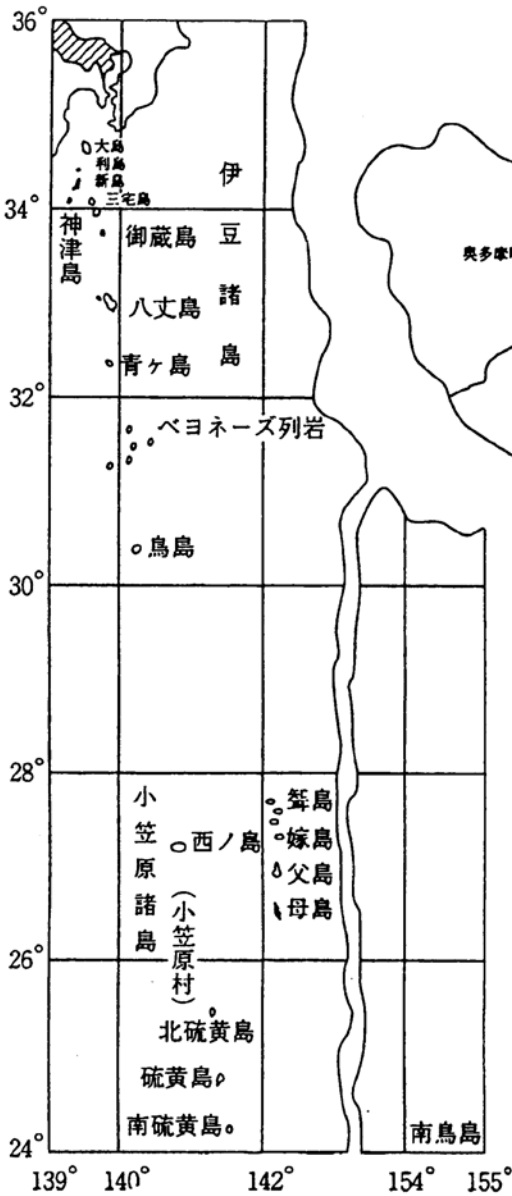 36°
大島
利島
新島
三宅島
34°
神津島
御蔵島
八丈島
青ヶ島
伊豆諸島
奥多摩
32°
ベヨネーズ列岩
鳥島
30°
28°
小笠原諸島
西ノ島
(小笠原村)
聟島
嫁島
父島
母島
26°
北硫黄島
硫黄島
南硫黄島
南鳥島
24°
139°
140°
142°
154°
155°